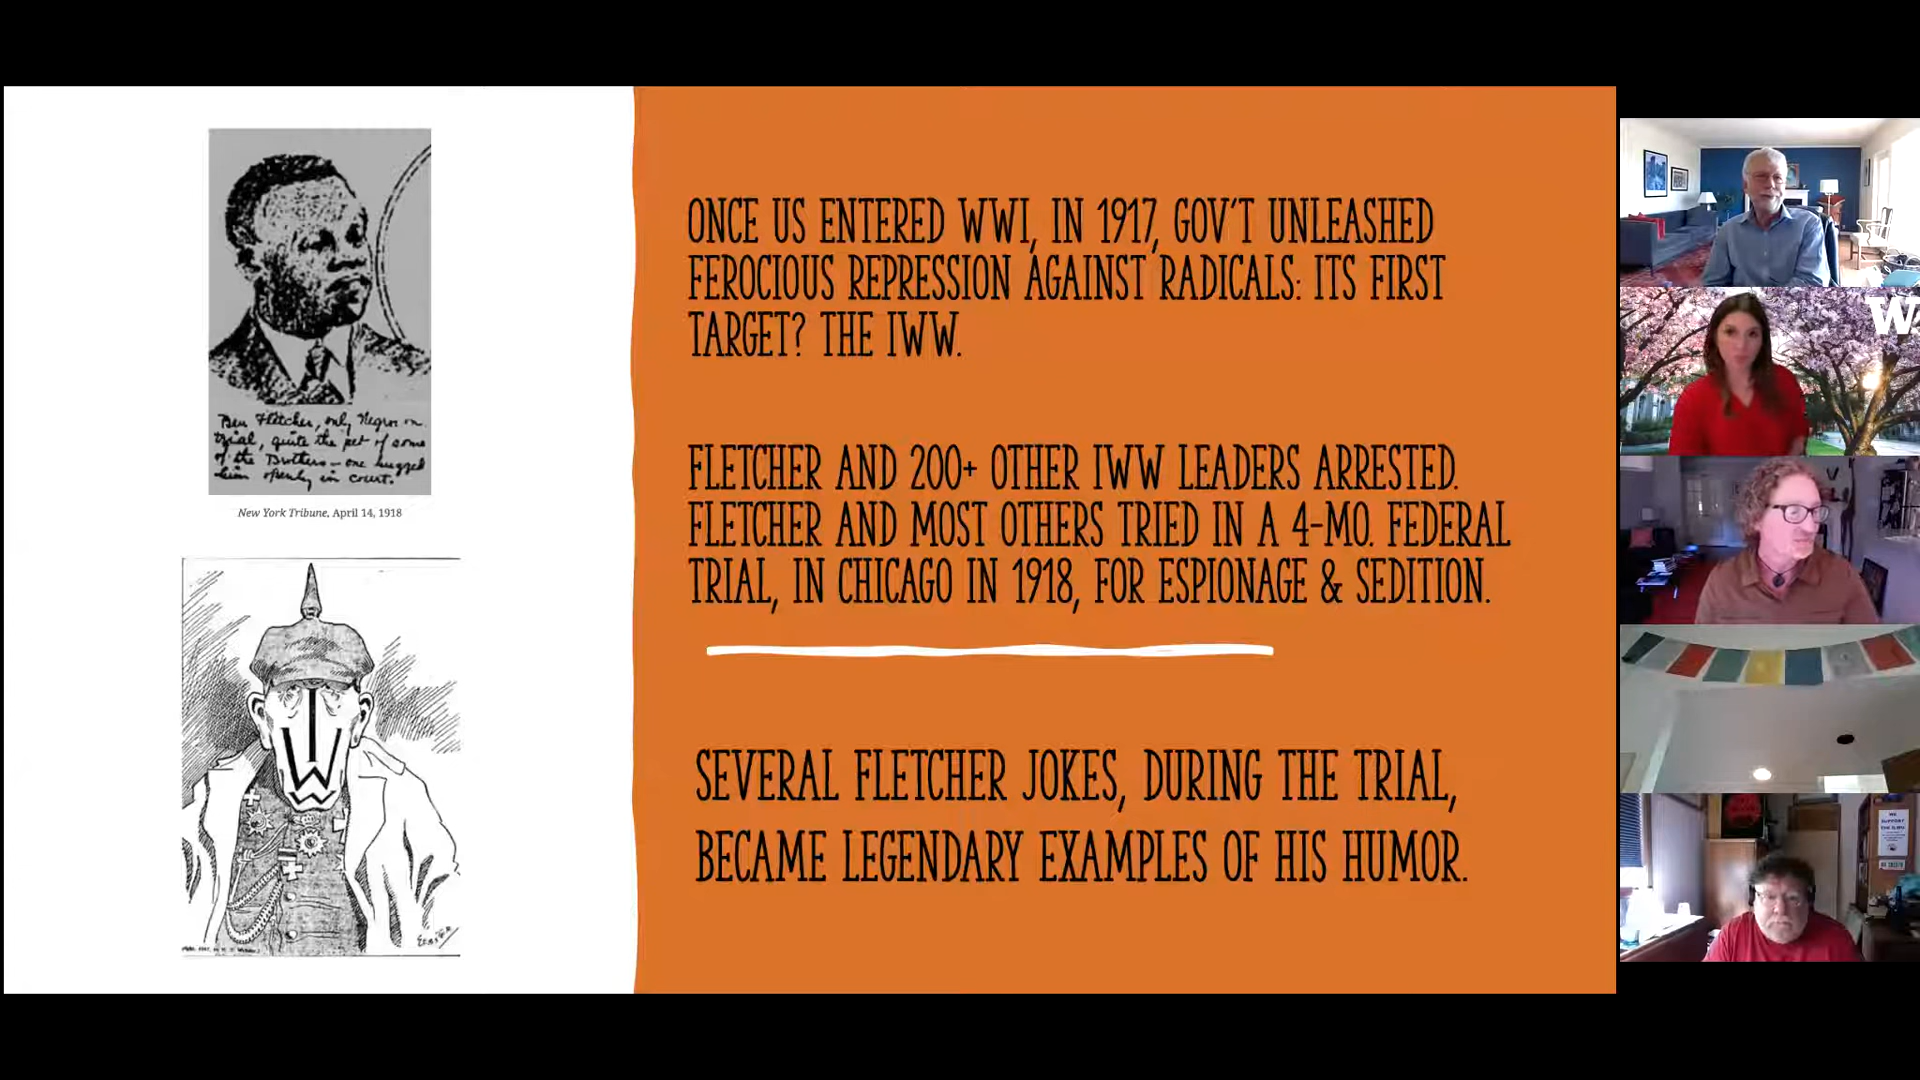 Ben Fletcher, only Negro on
trial, quite the pet of some
of the Brothers – one hugged
him openly in court.
New York Tribune, April 14, 1918
IWW
ONCE US ENTERED WWI, IN 1917, GOV'T UNLEASHED
FEROCIOUS REPRESSION AGAINST RADICALS: ITS FIRST
TARGET? THE IWW.
FLETCHER AND 200+ OTHER IWW LEADERS ARRESTED.
FLETCHER AND MOST OTHERS TRIED IN A 4-MO. FEDERAL
TRIAL, IN CHICAGO IN 1918, FOR ESPIONAGE & SEDITION.
SEVERAL FLETCHER JOKES, DURING THE TRIAL,
BECAME LEGENDARY EXAMPLES OF HIS HUMOR.
W
WE
SUPPORT